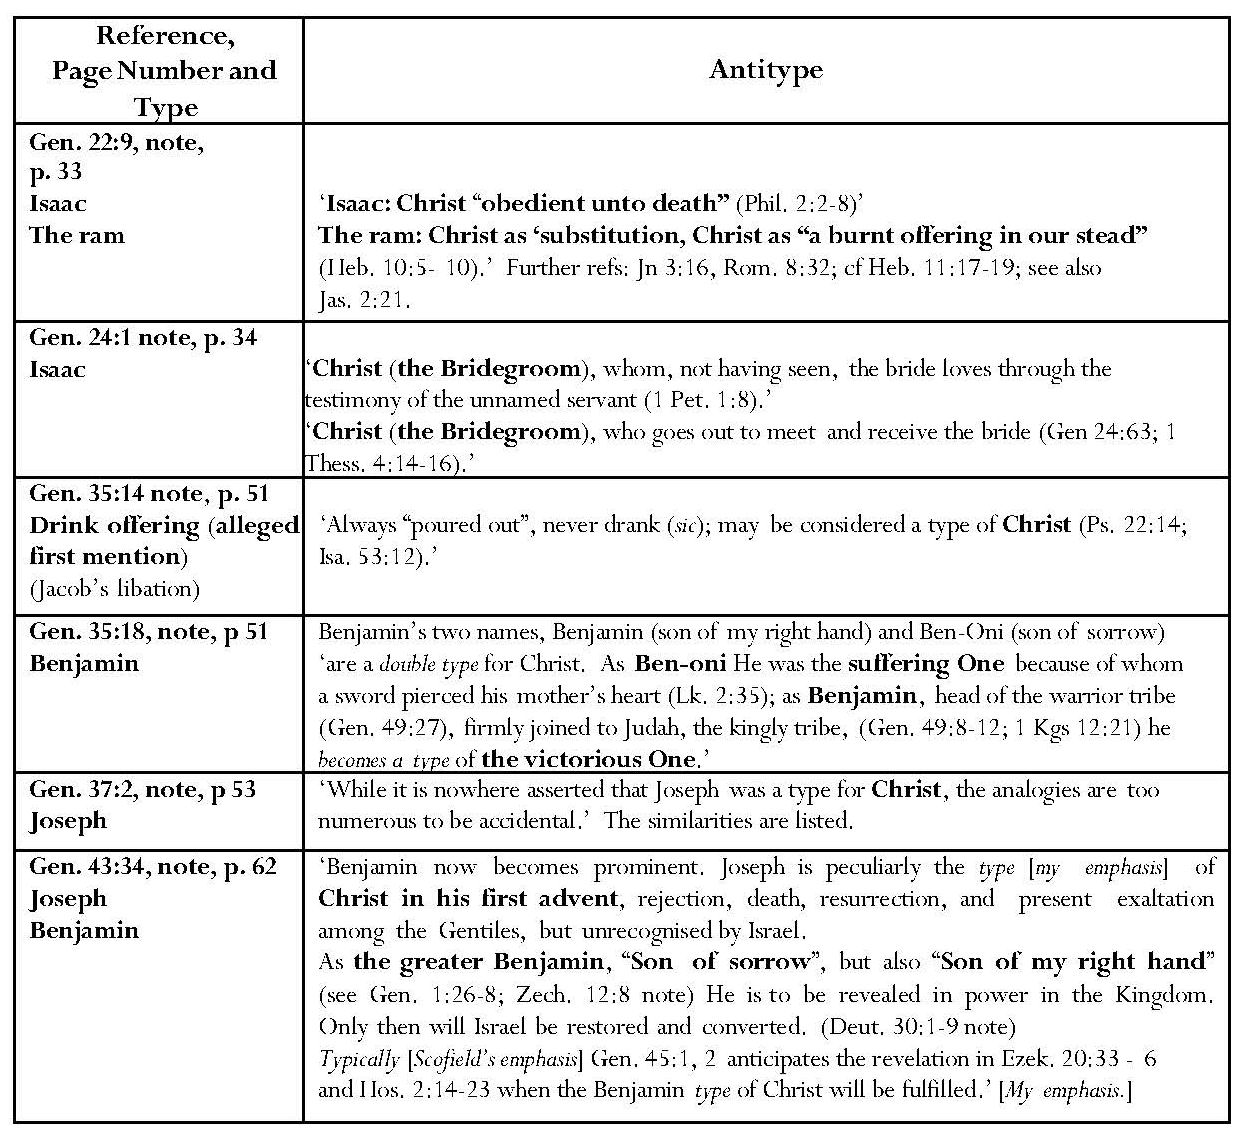 Reference,
Page Number and
Type
Antitype
Gen. 22:9, note,
p. 33
Isaac
The ram
‘Isaac: Christ “obedient unto death” (Phil. 2:2-8)’
The ram: Christ as ‘substitution, Christ as “a burnt offering in our stead”
(Heb. 10:5- 10).’ Further refs: Jn 3:16, Rom. 8:32; cf Heb. 11:17-19; see also
Jas. 2:21.
Gen. 24:1 note, p. 34
Isaac
‘Christ (the Bridegroom), whom, not having seen, the bride loves through the
testimony of the unnamed servant (1 Pet. 1:8).’
‘Christ (the Bridegroom), who goes out to meet and receive the bride (Gen 24:63; 1
Thess. 4:14-16).’
Gen. 35:14 note, p. 51
Drink offering (alleged
first mention)
(Jacob’s libation)
‘Always “poured out”, never drank (sic); may be considered a type of Christ (Ps. 22:14;
Isa. 53:12).’
Gen. 35:18, note, p 51
Benjamin
Benjamin’s two names, Benjamin (son of my right hand) and Ben-Oni (son of sorrow)
‘are a double type for Christ. As Ben-oni He was the suffering One because of whom
a sword pierced his mother’s heart (Lk. 2:35); as Benjamin, head of the warrior tribe
(Gen. 49:27), firmly joined to Judah, the kingly tribe, (Gen. 49:8-12; 1 Kgs 12:21) he
becomes a type of the victorious One.’
Gen. 37:2, note, p 53
Joseph
‘While it is nowhere asserted that Joseph was a type for Christ, the analogies are too
numerous to be accidental.’ The similarities are listed.
Gen. 43:34, note, p. 62
Joseph
Benjamin
‘Benjamin now becomes prominent. Joseph is peculiarly the type [my emphasis] of
Christ in his first advent, rejection, death, resurrection, and present exaltation
among the Gentiles, but unrecognised by Israel.
As the greater Benjamin, “Son of sorrow”, but also “Son of my right hand”
(see Gen. 1:26-8; Zech. 12:8 note) He is to be revealed in power in the Kingdom.
Only then will Israel be restored and converted. (Deut. 30:1-9 note)
Typically [Scofield’s emphasis] Gen. 45:1, 2 anticipates the revelation in Ezek. 20:33 - 6
and Hos. 2:14-23 when the Benjamin type of Christ will be fulfilled.’ [My emphasis.]